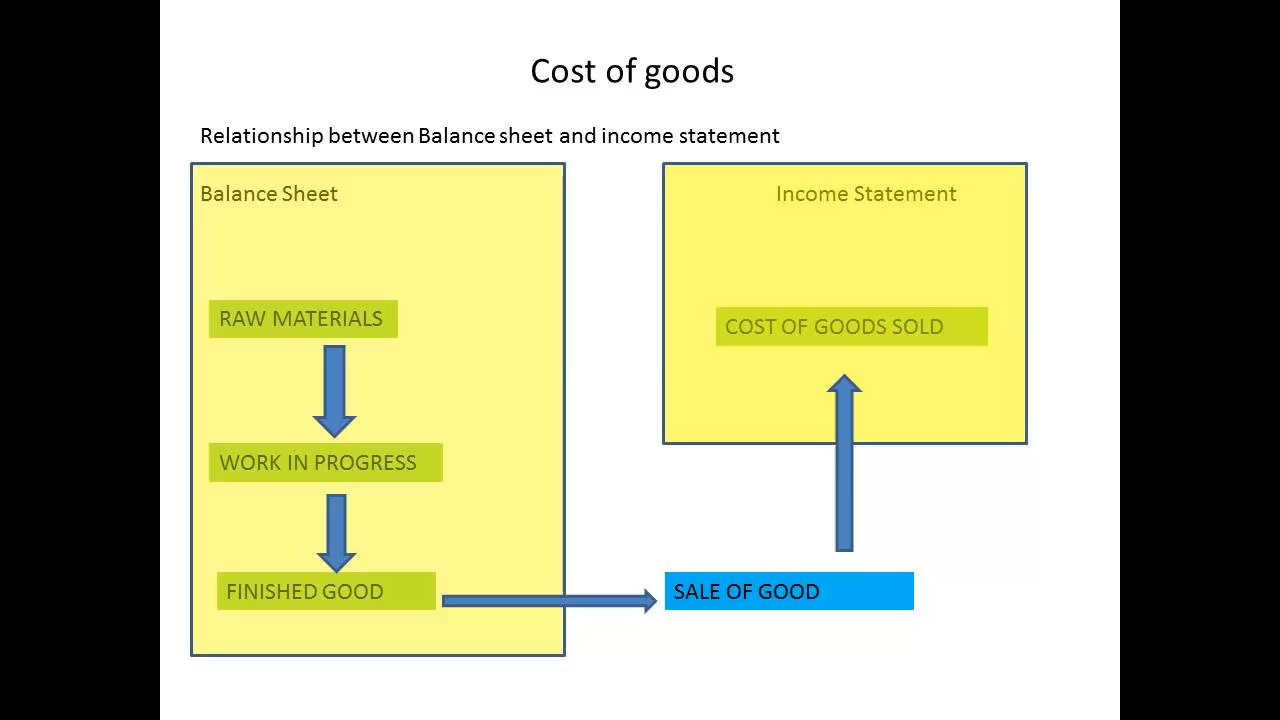 Cost of goods
Relationship between Balance sheet and income statement
Balance Sheet
RAW MATERIALS
WORK IN PROGRESS
FINISHED GOOD
Income Statement
COST OF GOODS SOLD
SALE OF GOOD